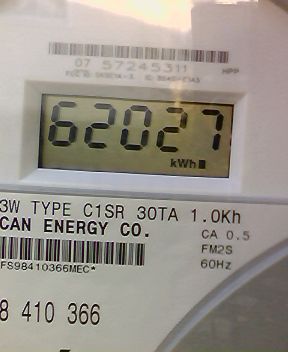 07 57245311
HPP
62027
kWh
3W TYPE C1SR 30TA 1.0Kh
CAN ENERGY CO.
CA 0.5
FM2S
FS98410366MEC*
60Hz
8 410 366